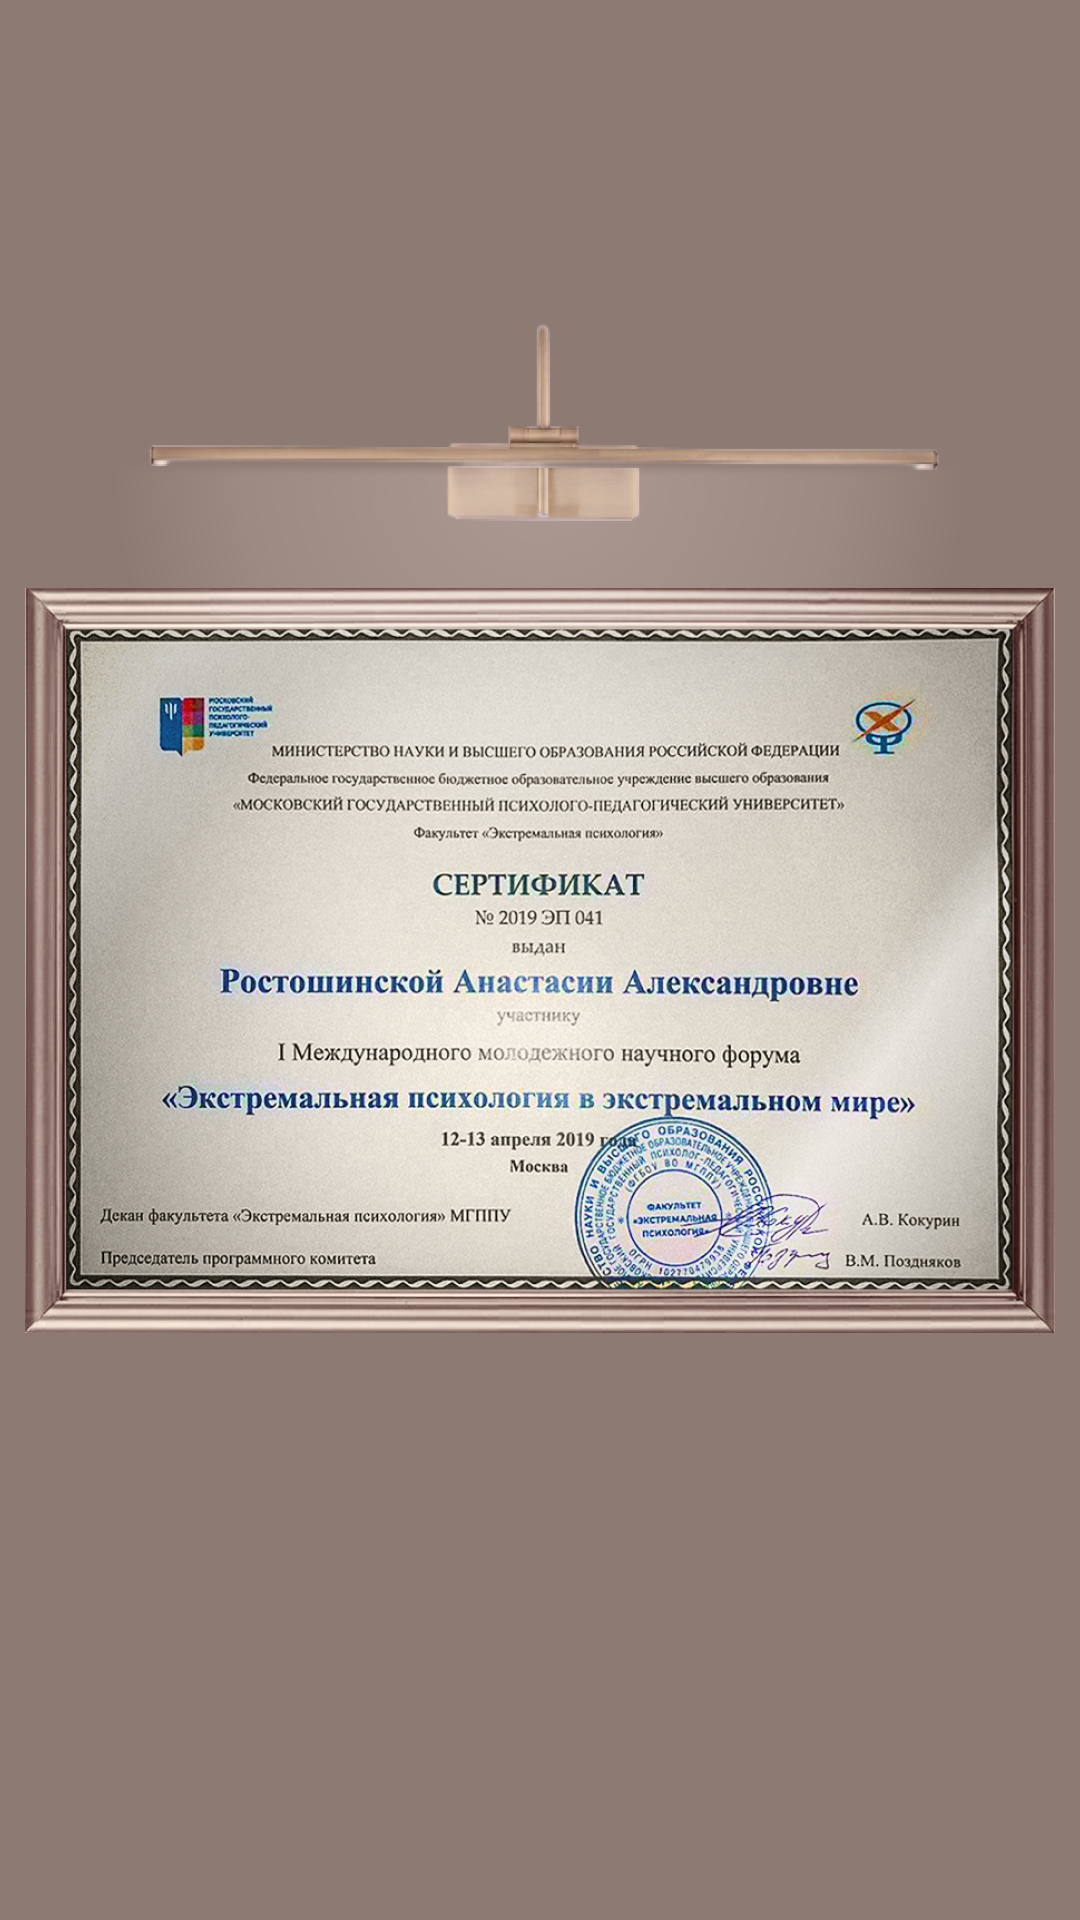 МОСКОВСКИЙ
ГОСУДАРСТВЕННЫЙ
ПСИХОЛОГО-
ПЕДАГОГИЧЕСКИЙ
УНИВЕРСИТЕТ
МИНИСТЕРСТВО НАУКИ И ВЫСШЕГО ОБРАЗОВАНИЯ РОССИЙСКОЙ ФЕДЕРАЦИИ
Федеральное государственное бюджетное образовательное учреждение высшего образования
«МОСКОВСКИЙ ГОСУДАРСТВЕННЫЙ ПСИХОЛОГО-ПЕДАГОГИЧЕСКИЙ УНИВЕРСИТЕТ»
Факультет «Экстремальная психология»
СЕРТИФИКАТ
№ 2019 ЭП 041
выдан
Ростошинской Анастасии Александровне
участнику
I Международного молодежного научного форума
«Экстремальная психология в экстремальном мире»
12-13 апреля 2019 года
Москва
Декан факультета «Экстремальная психология» МГППУ
А.В. Кокурин
Председатель программного комитета
В.М. Поздняков
(ФГБОУ ВО МГППУ)
ФАКУЛЬТЕТ
«ЭКСТРЕМАЛЬНАЯ
ПСИХОЛОГИЯ»